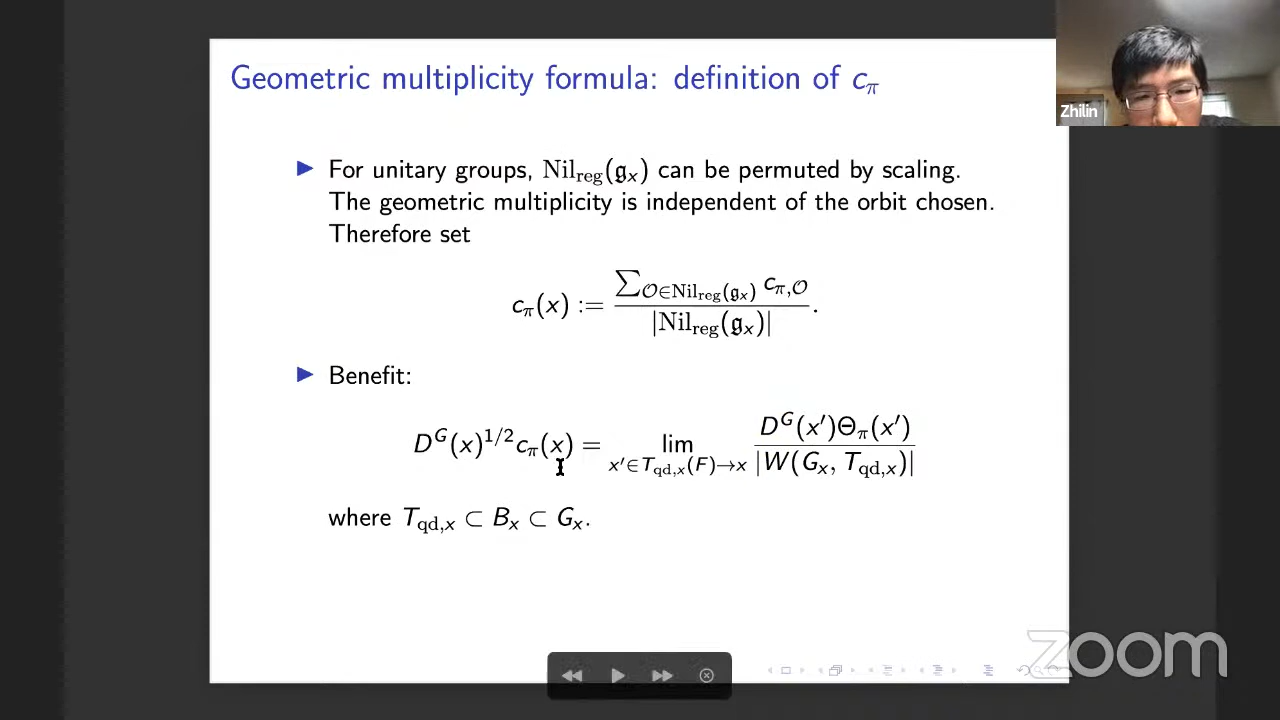 Geometric multiplicity formula: definition of c_π
Zhilin
▶ For unitary groups, Nil_reg(𝔤_x) can be permuted by scaling.
The geometric multiplicity is independent of the orbit chosen.
Therefore set
c_π(x) := ∑_{𝒪∈Nil_reg(𝔤_x)} c_{π,𝒪} / |Nil_reg(𝔤_x)|.
▶ Benefit:
D^G(x)^{1/2}c_π(x) = lim_{x′∈T_{qd,x}(F)→x} D^G(x′)Θ_π(x′) / |W(G_x, T_{qd,x})|
where T_{qd,x} ⊂ B_x ⊂ G_x.
zoom